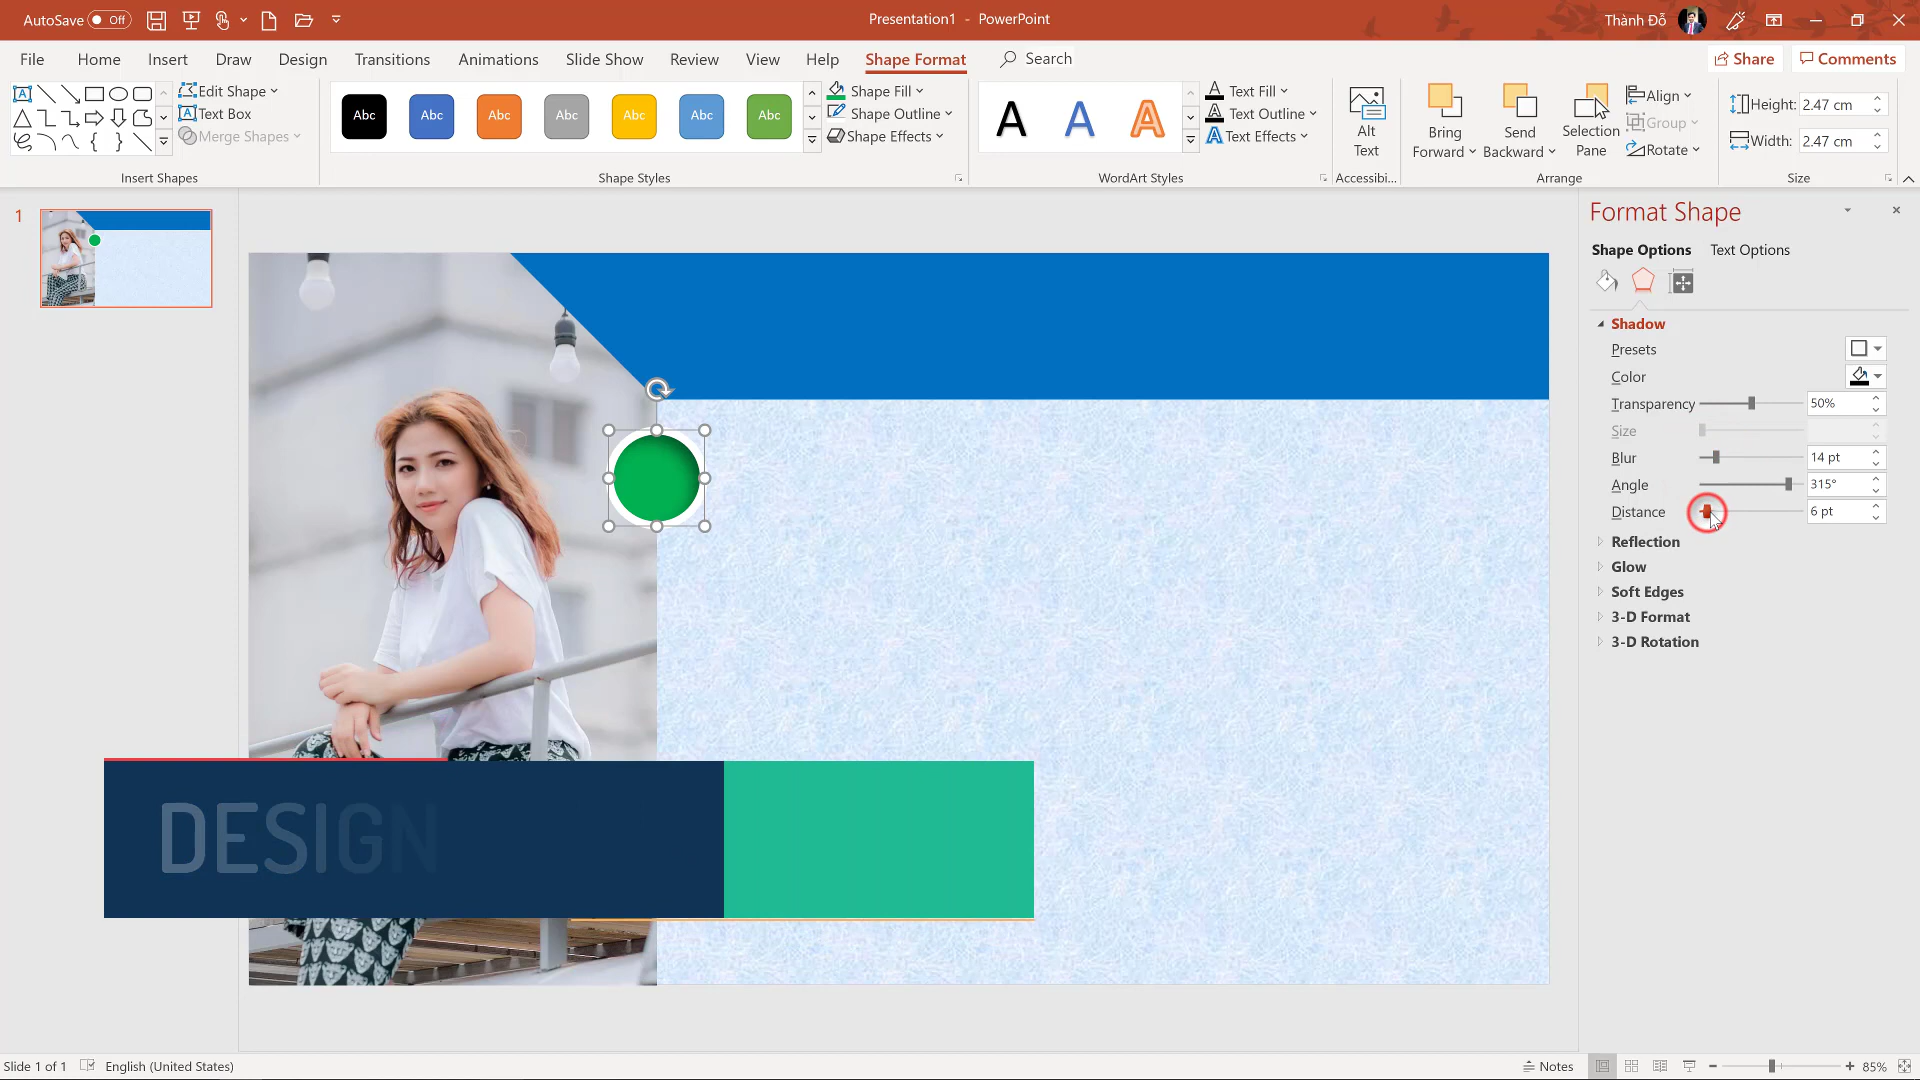 AutoSave Off
Presentation1 - PowerPoint
Thành Đỗ
File Home Insert Draw Design Transitions Animations Slide Show Review View Help Shape Format Search
Share Comments
Edit Shape
Text Box
Merge Shapes
Insert Shapes
Abc Abc Abc Abc Abc Abc Abc
Shape Fill
Shape Outline
Shape Effects
Shape Styles
A A A
Text Fill
Text Outline
Text Effects
WordArt Styles
Alt
Text
Accessibi...
Bring
Forward
Send
Backward
Selection
Pane
Align
Group
Rotate
Arrange
Height: 2.47 cm
Width: 2.47 cm
Size
1
Format Shape
Shape Options Text Options
Shadow
Presets
Color
Transparency 50%
Size
Blur 14 pt
Angle 315°
Distance 6 pt
Reflection
Glow
Soft Edges
3-D Format
3-D Rotation
DESIGN
Slide 1 of 1 English (United States)
Notes 85%